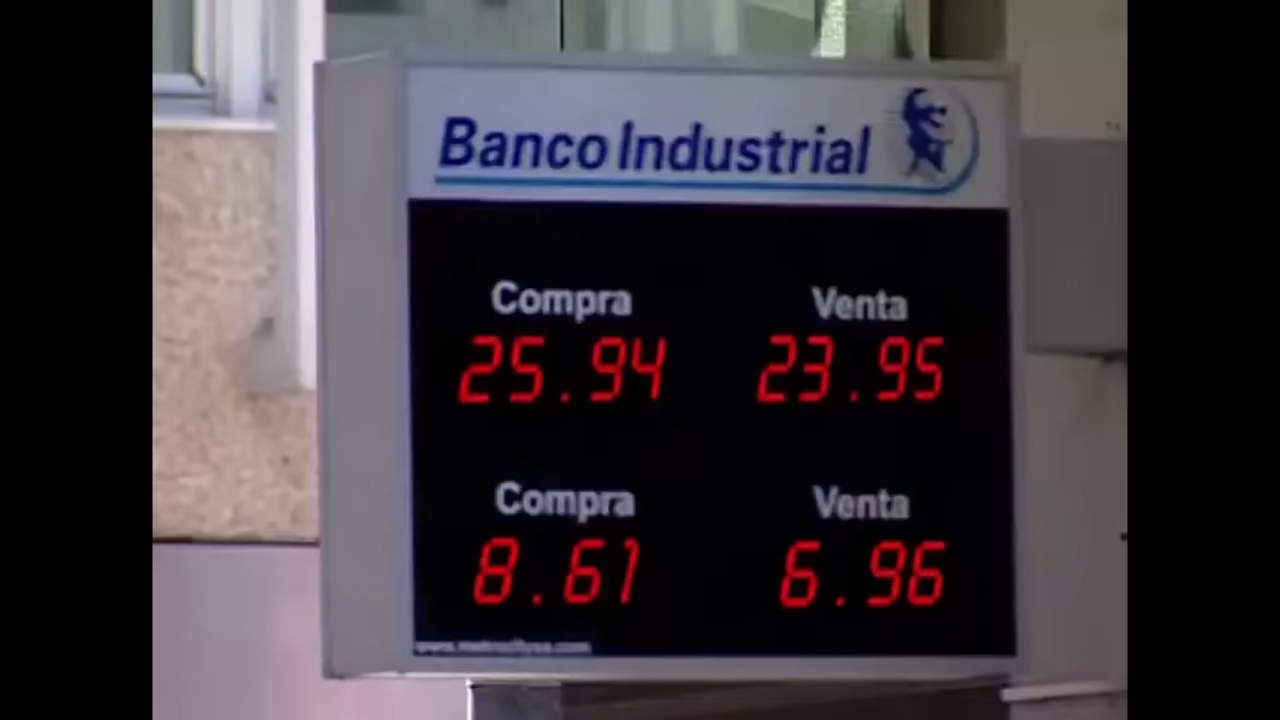 Banco Industrial
Compra Venta
25.94 23.95
Compra Venta
8.61 6.96